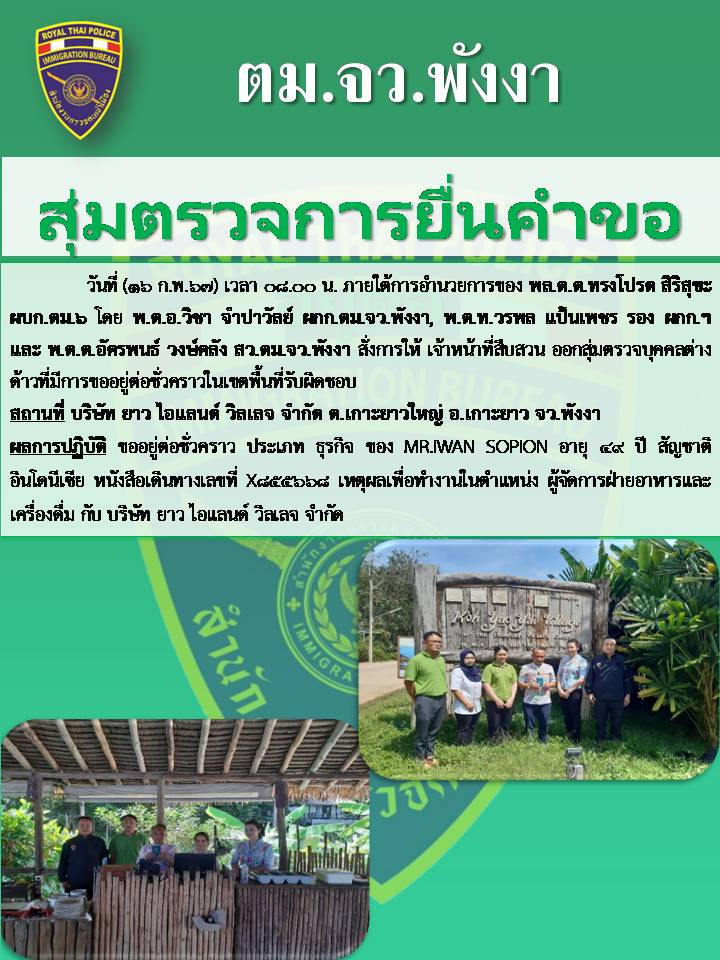 ROYAL THAI POLICE
IMMIGRATION BUREAU
สำนักงานตรวจคนเข้าเมือง
ตม.จว.พังงา
สุ่มตรวจการยื่นคำขอ
วันที่ (๑๖ ก.พ.๖๗) เวลา ๐๘.๐๐ น. ภายใต้การอำนวยการของ พล.ต.ต.ทรงโปรด สิริสุขะ
ผบก.ตม.๖ โดย พ.ต.อ.วิชา จำปาวัลย์ ผกก.ตม.จว.พังงา, พ.ต.ท.วรพล แป้นเพชร รอง ผกก.ฯ
และ พ.ต.ต.อัครพนธ์ วงษ์คลัง สว.ตม.จว.พังงา สั่งการให้ เจ้าหน้าที่สืบสวน ออกสุ่มตรวจบุคคลต่าง
ด้าวที่มีการขออยู่ต่อชั่วคราวในเขตพื้นที่รับผิดชอบ
สถานที่ บริษัท ยาว ไอแลนด์ วิลเลจ จำกัด ต.เกาะยาวใหญ่ อ.เกาะยาว จว.พังงา
ผลการปฏิบัติ ขออยู่ต่อชั่วคราว ประเภท ธุรกิจ ของ MR.IWAN SOPION อายุ ๔๙ ปี สัญชาติ
อินโดนีเซีย หนังสือเดินทางเลขที่ X๘๕๕๖๖๘ เหตุผลเพื่อทำงานในตำแหน่ง ผู้จัดการฝ่ายอาหารและ
เครื่องดื่ม กับ บริษัท ยาว ไอแลนด์ วิลเลจ จำกัด
Koh Yao Yai Village